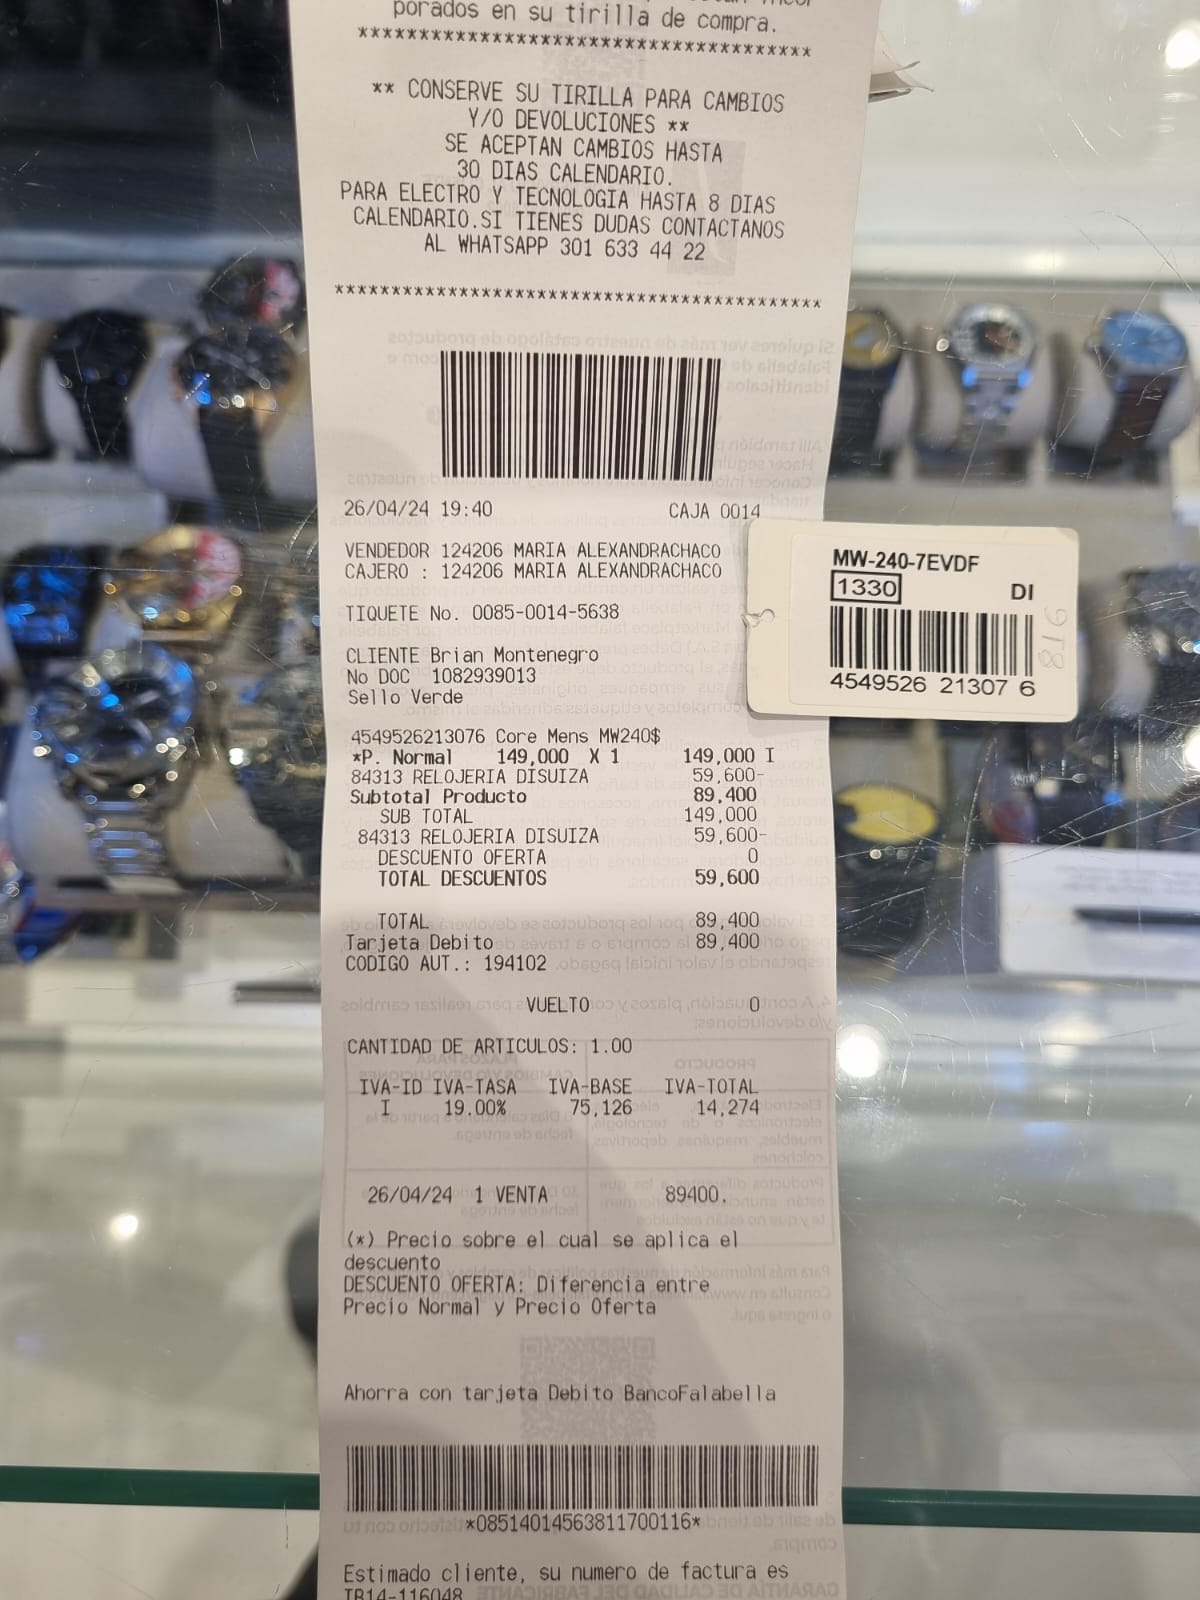 porados en su tirilla de compra.
****************************************
** CONSERVE SU TIRILLA PARA CAMBIOS
Y/O DEVOLUCIONES **
SE ACEPTAN CAMBIOS HASTA
30 DIAS CALENDARIO.
PARA ELECTRO Y TECNOLOGIA HASTA 8 DIAS
CALENDARIO.SI TIENES DUDAS CONTACTANOS
AL WHATSAPP 301 633 44 22
****************************************
26/04/24 19:40 CAJA 0014
VENDEDOR 124206 MARIA ALEXANDRACHACO
CAJERO : 124206 MARIA ALEXANDRACHACO
TIQUETE No. 0085-0014-5638
CLIENTE Brian Montenegro
No DOC 1082939013
Sello Verde
4549526213076 Core Mens MW240$
*P. Normal 149,000 X 1 149,000 I
84313 RELOJERIA DISUIZA 59,600-
Subtotal Producto 89,400
SUB TOTAL 149,000
84313 RELOJERIA DISUIZA 59,600-
DESCUENTO OFERTA 0
TOTAL DESCUENTOS 59,600
TOTAL 89,400
Tarjeta Debito 89,400
CODIGO AUT.: 194102
VUELTO 0
CANTIDAD DE ARTICULOS: 1.00
IVA-ID IVA-TASA IVA-BASE IVA-TOTAL
I 19.00% 75,126 14,274
26/04/24 1 VENTA 89400.
(*) Precio sobre el cual se aplica el
descuento
DESCUENTO OFERTA: Diferencia entre
Precio Normal y Precio Oferta
Ahorra con tarjeta Debito BancoFalabella
*08514014563811700116*
Estimado cliente, su numero de factura es
TR14-116048
MW-240-7EVDF
1330 DI
4549526 21307 6